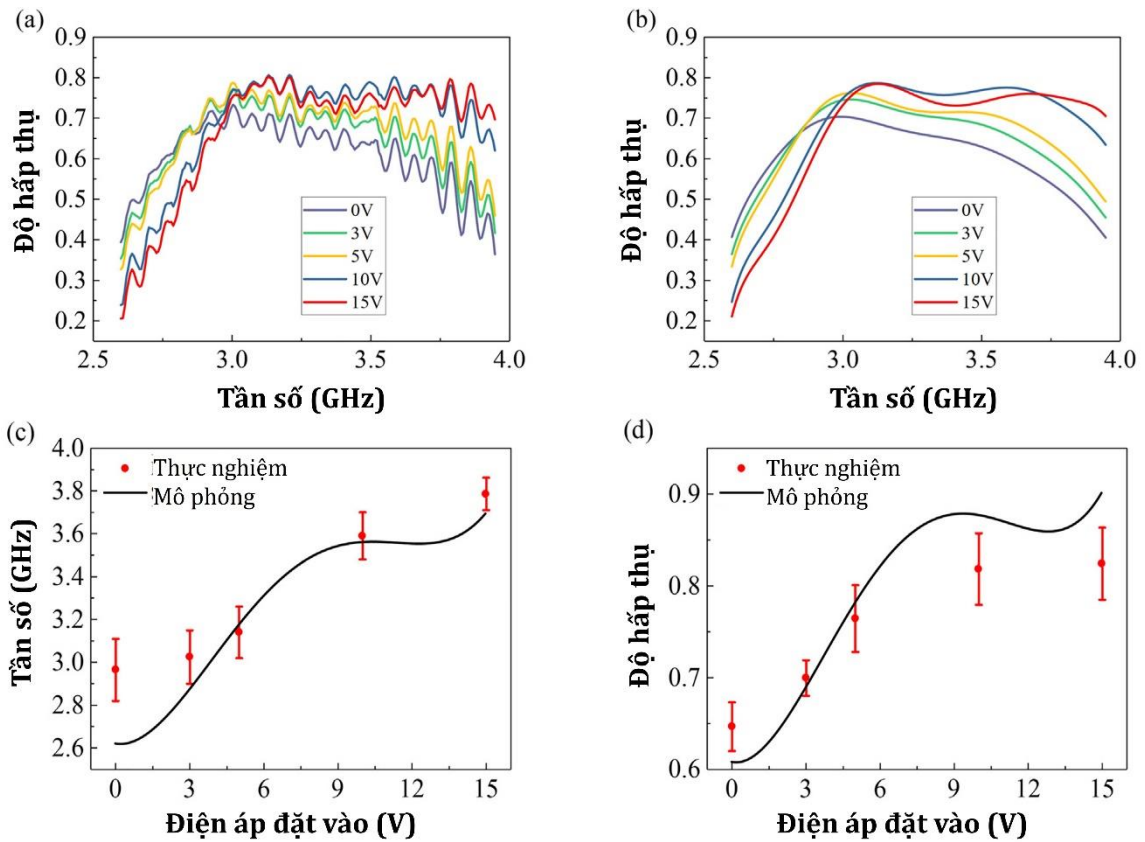 (a)
0.9
0.8
0.7
0.6
0.5
0.4
0.3
0.2
Độ hấp thụ
0V
3V
5V
10V
15V
2.5
3.0
3.5
4.0
Tần số (GHz)
(b)
0.9
0.8
0.7
0.6
0.5
0.4
0.3
0.2
Độ hấp thụ
0V
3V
5V
10V
15V
2.5
3.0
3.5
4.0
Tần số (GHz)
(c)
4.0
3.8
3.6
3.4
3.2
3.0
2.8
2.6
Tần số (GHz)
Thực nghiệm
Mô phỏng
0
3
6
9
12
15
Điện áp đặt vào (V)
(d)
0.9
0.8
0.7
0.6
Độ hấp thụ
Thực nghiệm
Mô phỏng
0
3
6
9
12
15
Điện áp đặt vào (V)